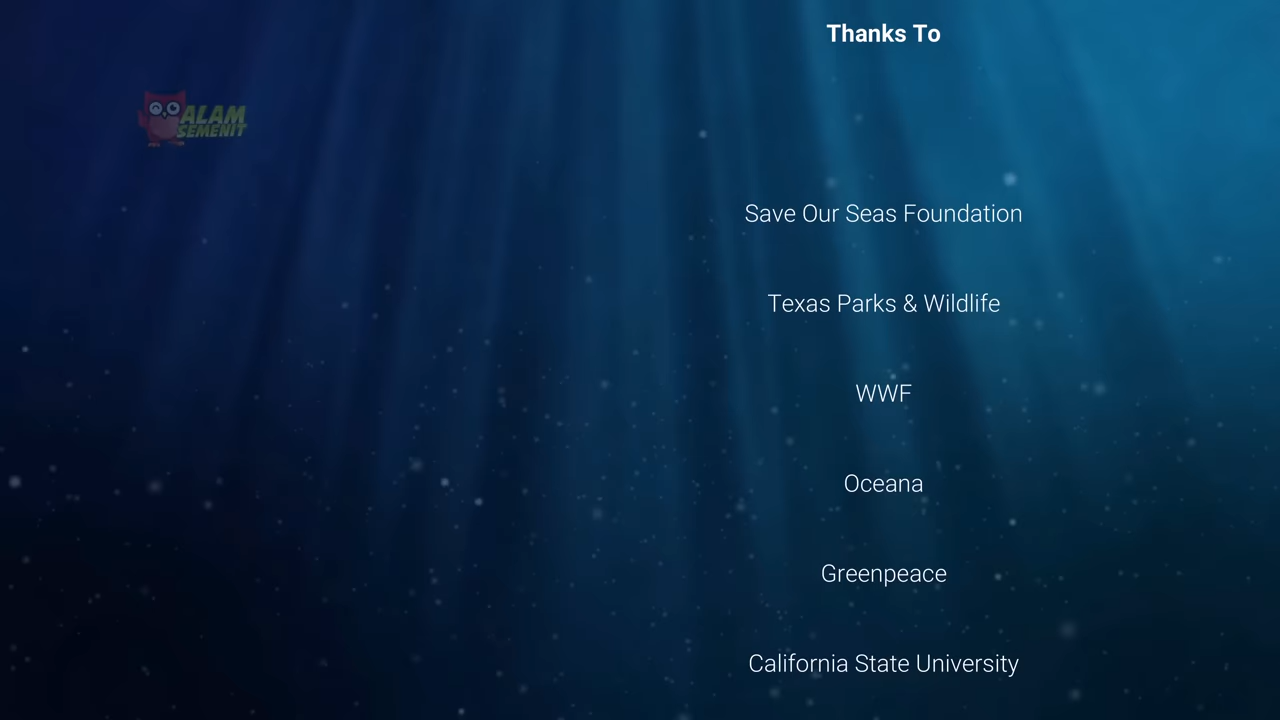 Thanks To
ALAM
SEMENIT
Save Our Seas Foundation
Texas Parks & Wildlife
WWF
Oceana
Greenpeace
California State University